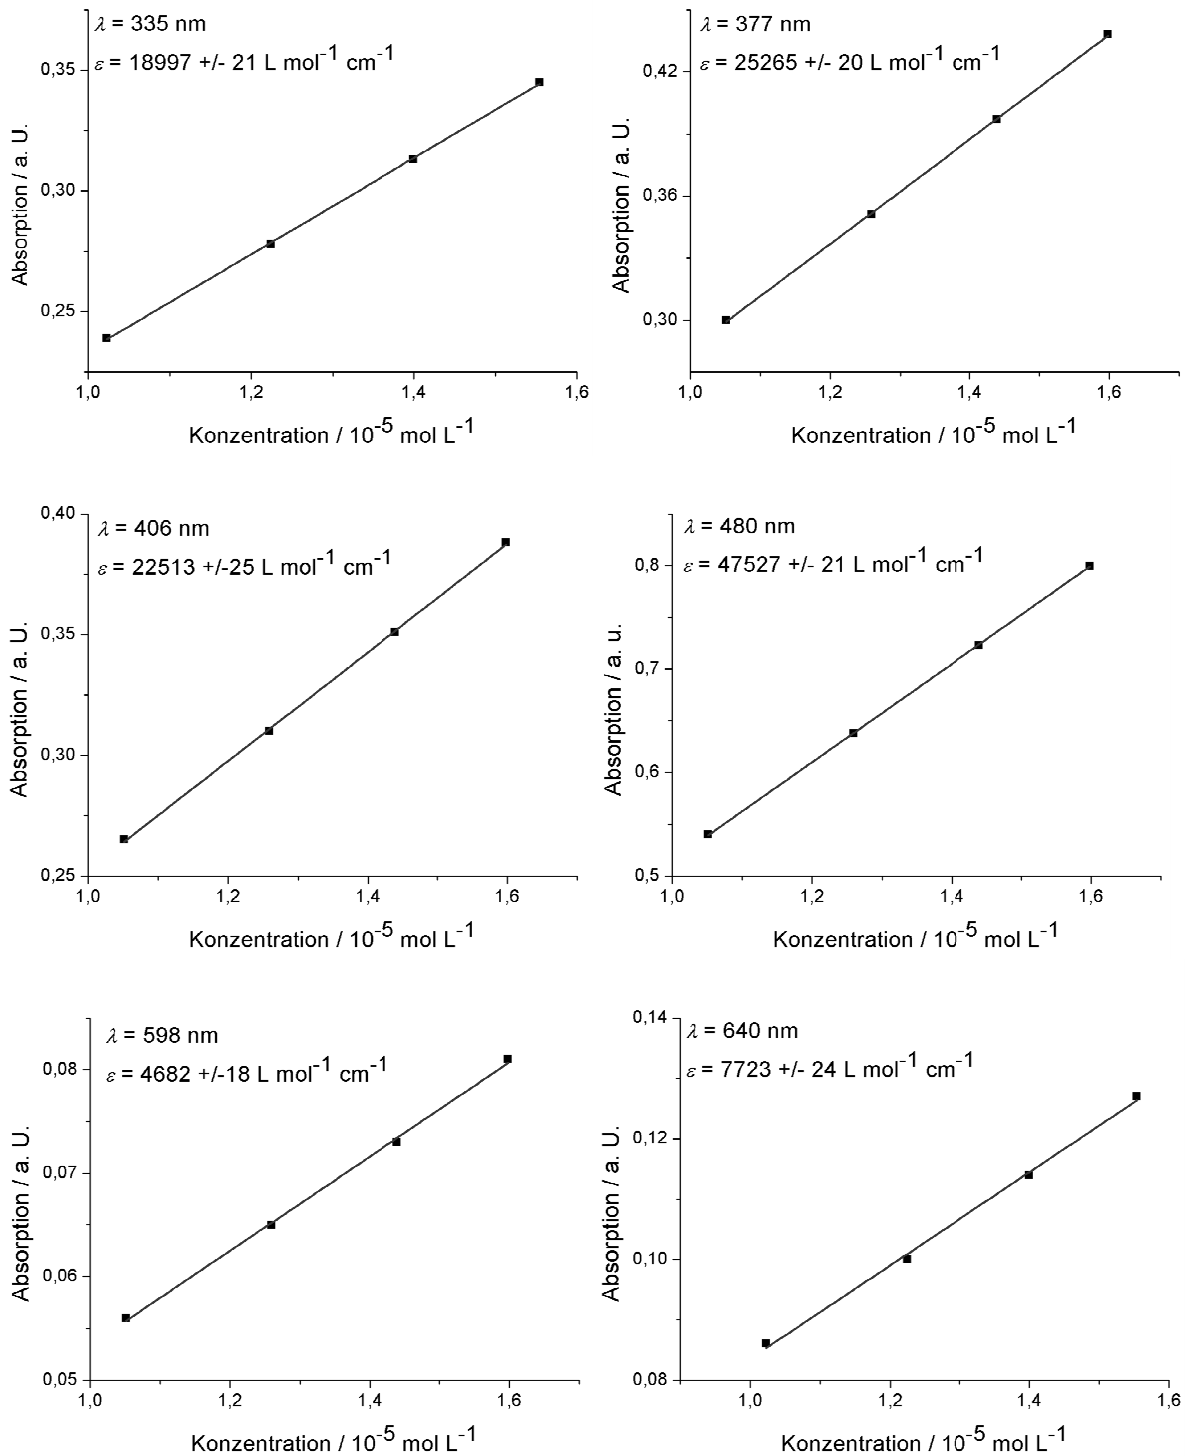 λ = 335 nm
ε = 18997 +/- 21 L mol⁻¹ cm⁻¹
0,35
0,30
0,25
Absorption / a. U.
1,0 1,2 1,4 1,6
Konzentration / 10⁻⁵ mol L⁻¹
λ = 377 nm
ε = 25265 +/- 20 L mol⁻¹ cm⁻¹
0,42
0,36
0,30
Absorption / a. U.
1,0 1,2 1,4 1,6
Konzentration / 10⁻⁵ mol L⁻¹
λ = 406 nm
ε = 22513 +/-25 L mol⁻¹ cm⁻¹
0,40
0,35
0,30
0,25
Absorption / a. U.
1,0 1,2 1,4 1,6
Konzentration / 10⁻⁵ mol L⁻¹
λ = 480 nm
ε = 47527 +/- 21 L mol⁻¹ cm⁻¹
0,8
0,7
0,6
0,5
Absorption / a. u.
1,0 1,2 1,4 1,6
Konzentration / 10⁻⁵ mol L⁻¹
λ = 598 nm
ε = 4682 +/-18 L mol⁻¹ cm⁻¹
0,08
0,07
0,06
0,05
Absorption / a. U.
1,0 1,2 1,4 1,6
Konzentration / 10⁻⁵ mol L⁻¹
λ = 640 nm
ε = 7723 +/- 24 L mol⁻¹ cm⁻¹
0,14
0,12
0,10
0,08
Absorption / a. U.
1,0 1,2 1,4 1,6
Konzentration / 10⁻⁵ mol L⁻¹